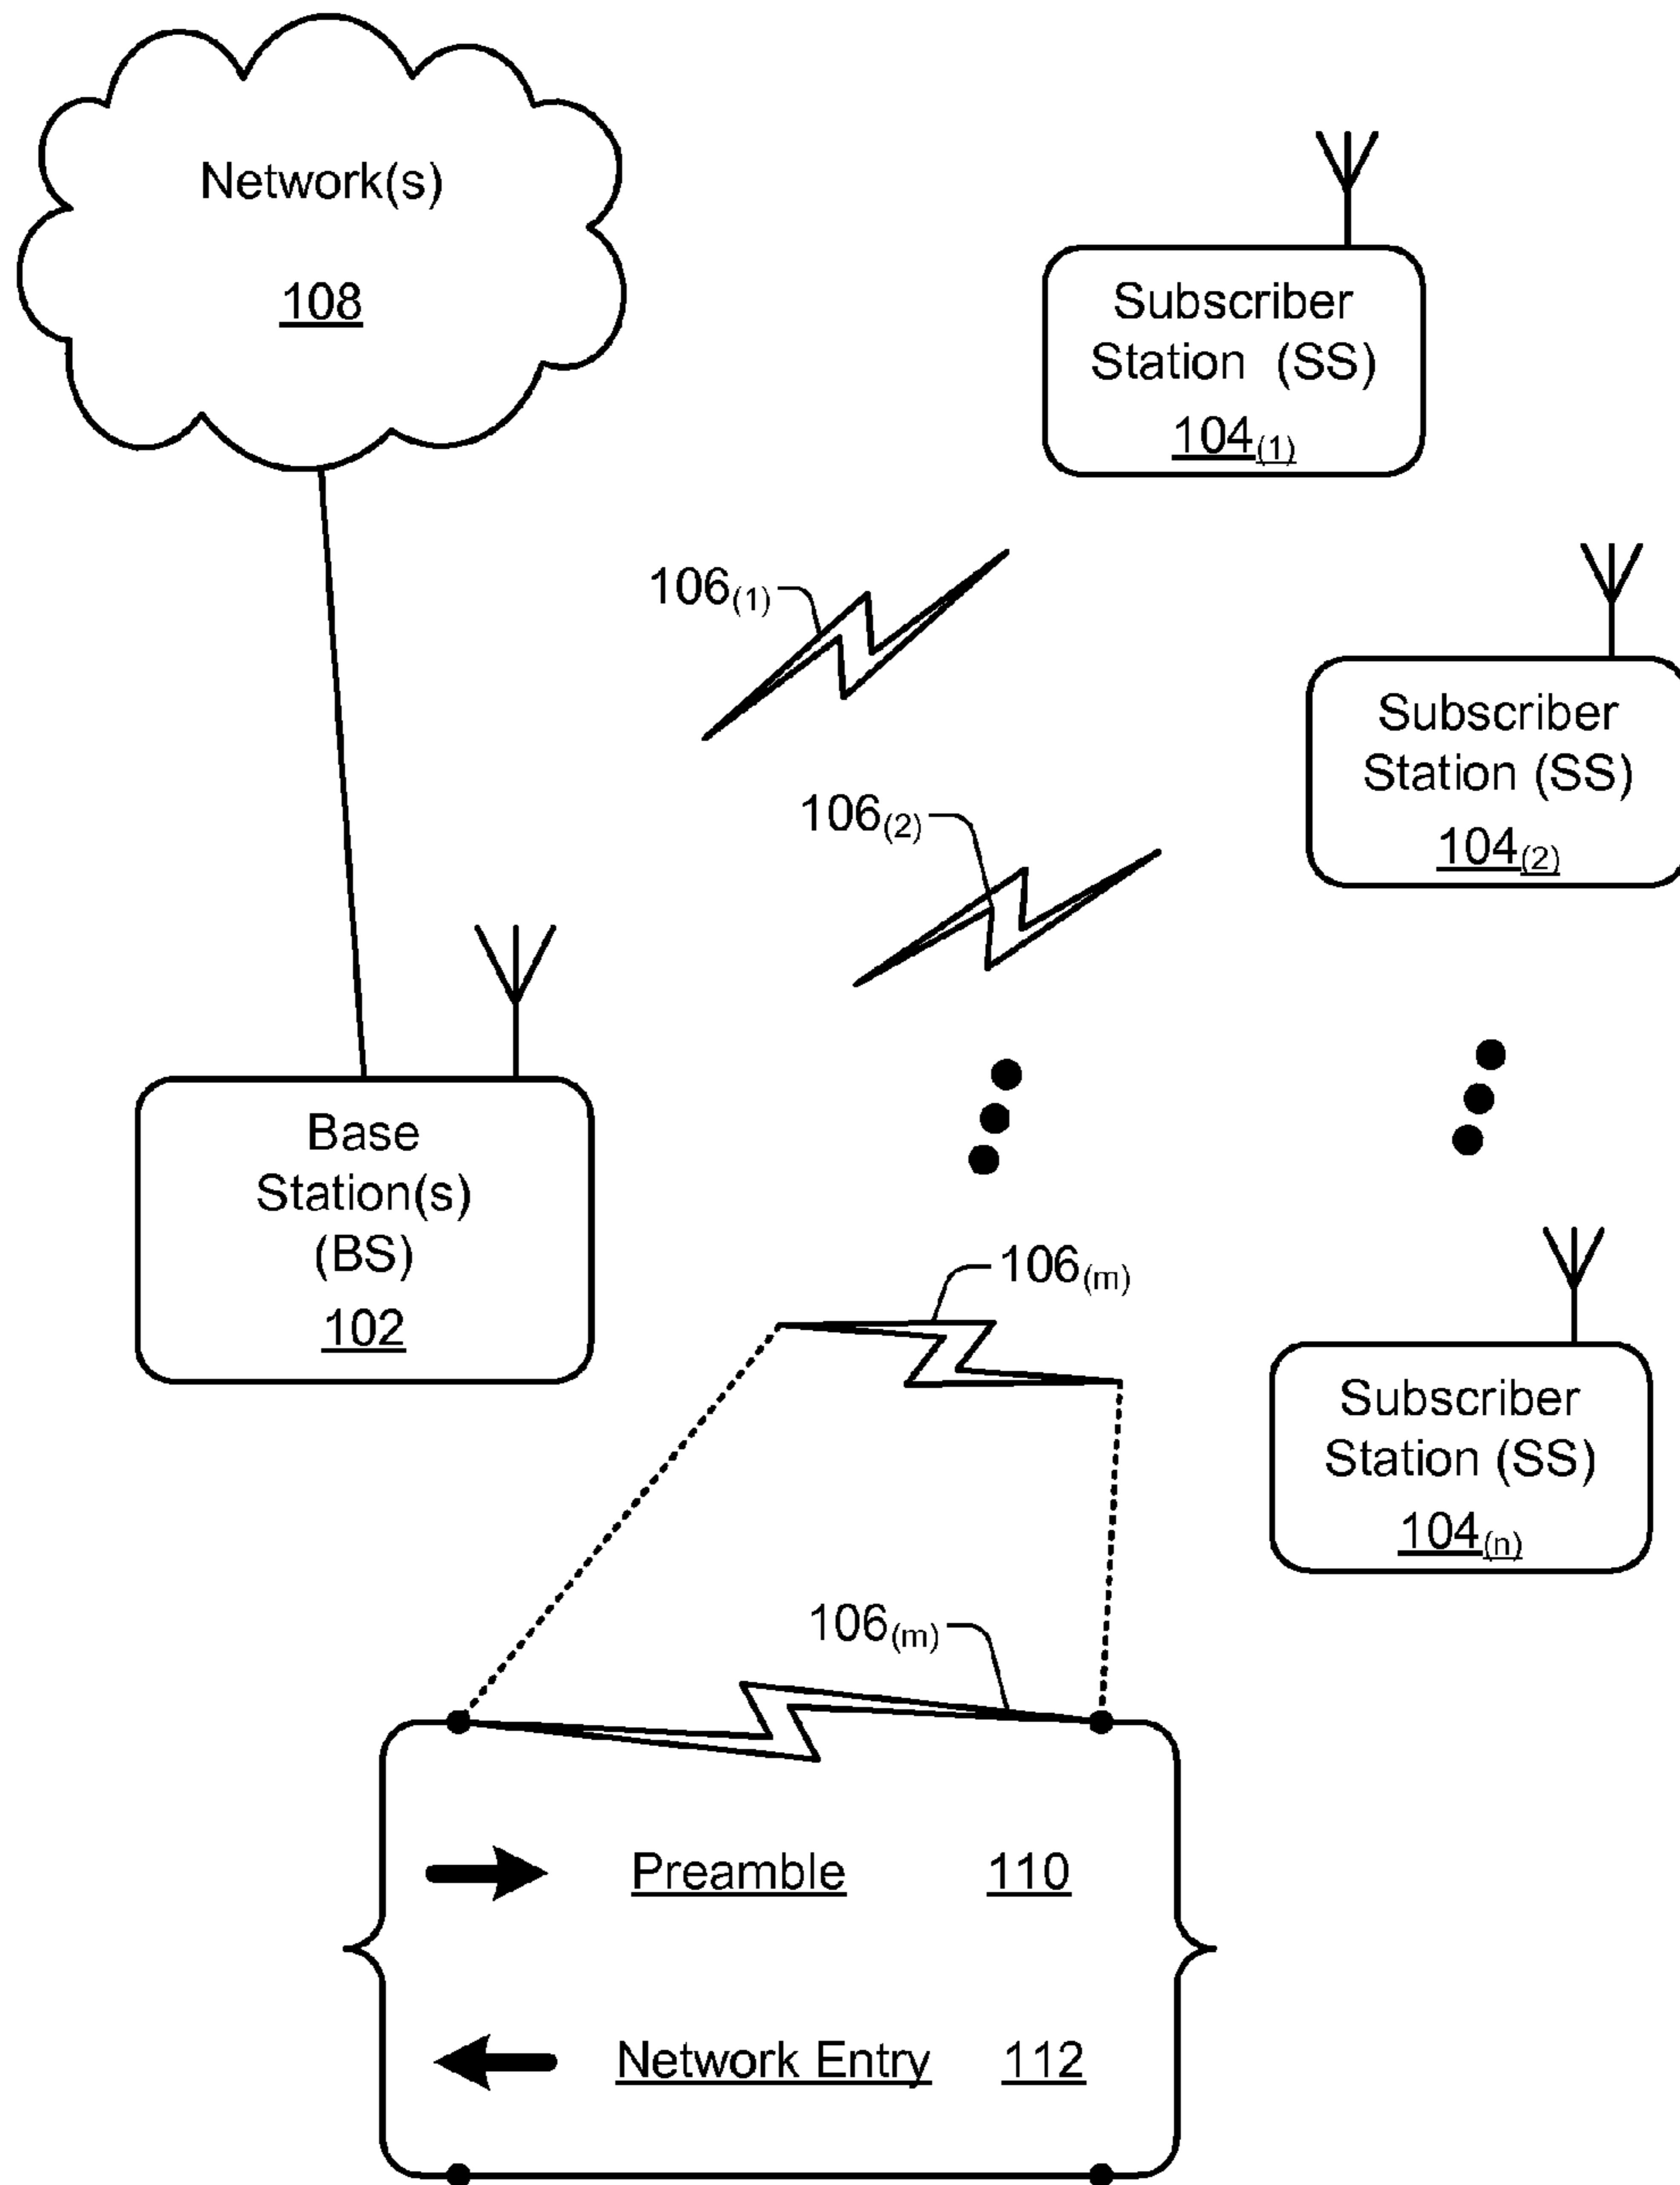 Network(s)
108
Subscriber
Station (SS)
104(1)
106(1)
Subscriber
Station (SS)
104(2)
106(2)
Base
Station(s)
(BS)
102
106(m)
Subscriber
Station (SS)
104(n)
106(m)
Preamble 110
Network Entry 112